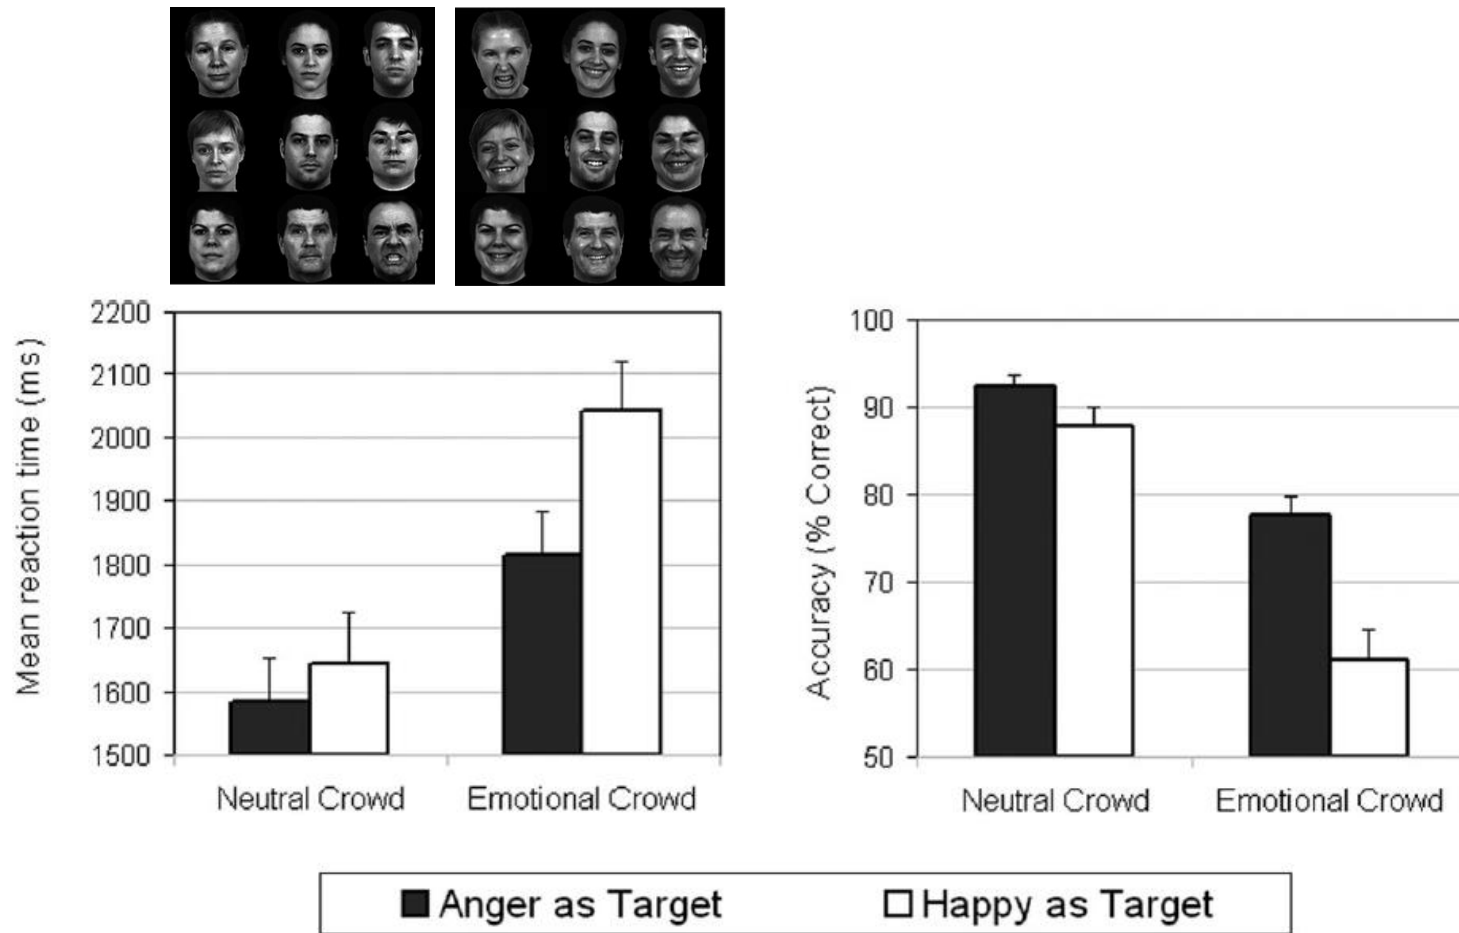 Mean reaction time (ms)
2200
2100
2000
1900
1800
1700
1600
1500
Neutral Crowd
Emotional Crowd
Accuracy (% Correct)
100
90
80
70
60
50
Neutral Crowd
Emotional Crowd
Anger as Target
Happy as Target